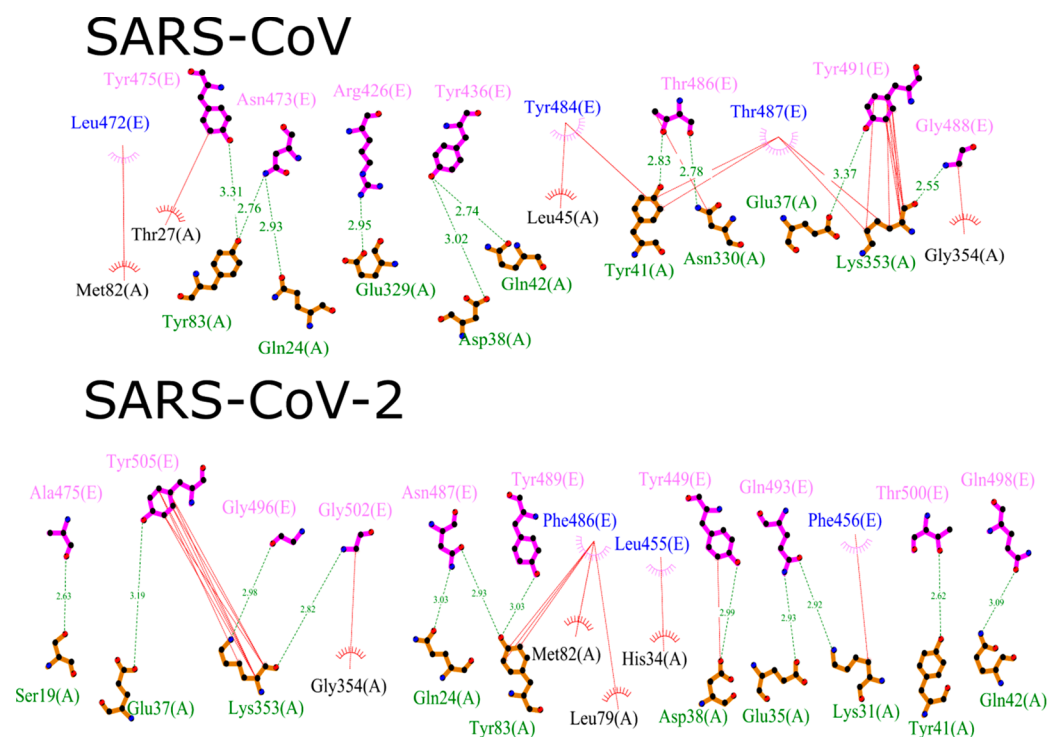 SARS-CoV
Tyr475(E)
Asn473(E)
Arg426(E)
Tyr436(E)
Thr486(E)
Tyr491(E)
Leu472(E)
Tyr484(E)
Thr487(E)
Gly488(E)
3.31
2.76
2.93
2.95
2.74
3.02
2.83
2.78
3.37
2.55
Thr27(A)
Leu45(A)
Glu37(A)
Met82(A)
Tyr83(A)
Gln24(A)
Glu329(A)
Gln42(A)
Asp38(A)
Tyr41(A)
Asn330(A)
Lys353(A)
Gly354(A)
SARS-CoV-2
Tyr505(E)
Ala475(E)
Gly496(E)
Gly502(E)
Asn487(E)
Tyr489(E)
Phe486(E)
Leu455(E)
Tyr449(E)
Gln493(E)
Phe456(E)
Thr500(E)
Gln498(E)
2.63
3.19
2.98
2.82
3.03
2.93
3.03
2.99
2.93
2.92
2.62
3.09
Ser19(A)
Glu37(A)
Lys353(A)
Gly354(A)
Gln24(A)
Tyr83(A)
Met82(A)
Leu79(A)
His34(A)
Asp38(A)
Glu35(A)
Lys31(A)
Tyr41(A)
Gln42(A)